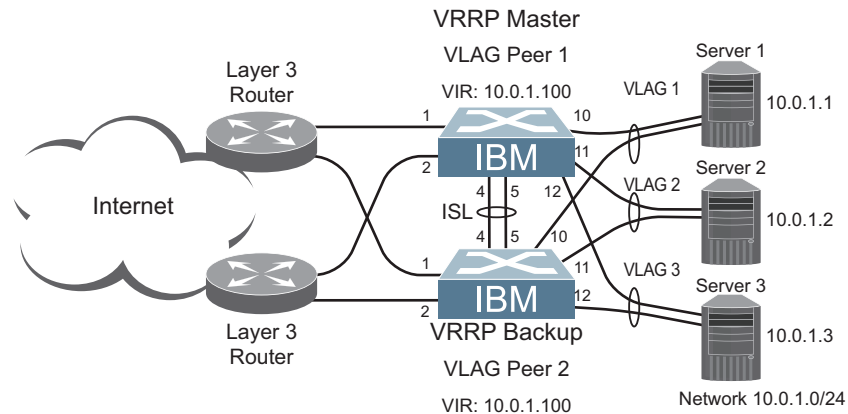 VRRP Master
VLAG Peer 1
VIR: 10.0.1.100
Layer 3
Router
Internet
Layer 3
Router
1
2
IBM
10
11
12
4 5
ISL
4 5
1
2
IBM
10
11
12
VRRP Backup
VLAG Peer 2
VIR: 10.0.1.100
VLAG 1
VLAG 2
VLAG 3
Server 1
10.0.1.1
Server 2
10.0.1.2
Server 3
10.0.1.3
Network 10.0.1.0/24